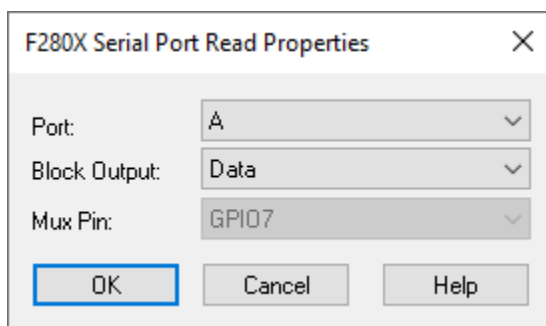 F280X Serial Port Read Properties
Port: A
Block Output: Data
Mux Pin: GPIO7
OK Cancel Help